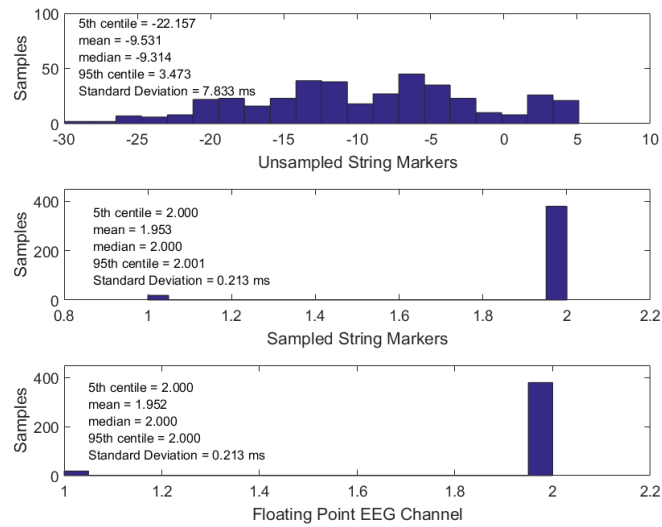 100
50
0
Samples
5th centile = -22.157
mean = -9.531
median = -9.314
95th centile = 3.473
Standard Deviation = 7.833 ms
-30 -25 -20 -15 -10 -5 0 5 10
Unsampled String Markers
400
200
0
Samples
5th centile = 2.000
mean = 1.953
median = 2.000
95th centile = 2.001
Standard Deviation = 0.213 ms
0.8 1 1.2 1.4 1.6 1.8 2 2.2
Sampled String Markers
400
200
0
Samples
5th centile = 2.000
mean = 1.952
median = 2.000
95th centile = 2.000
Standard Deviation = 0.213 ms
1 1.2 1.4 1.6 1.8 2 2.2
Floating Point EEG Channel